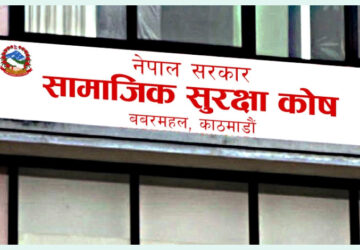 नेपाल सरकार
सामाजिक सुरक्षा कोष
बबरमहल, काठमाडौं